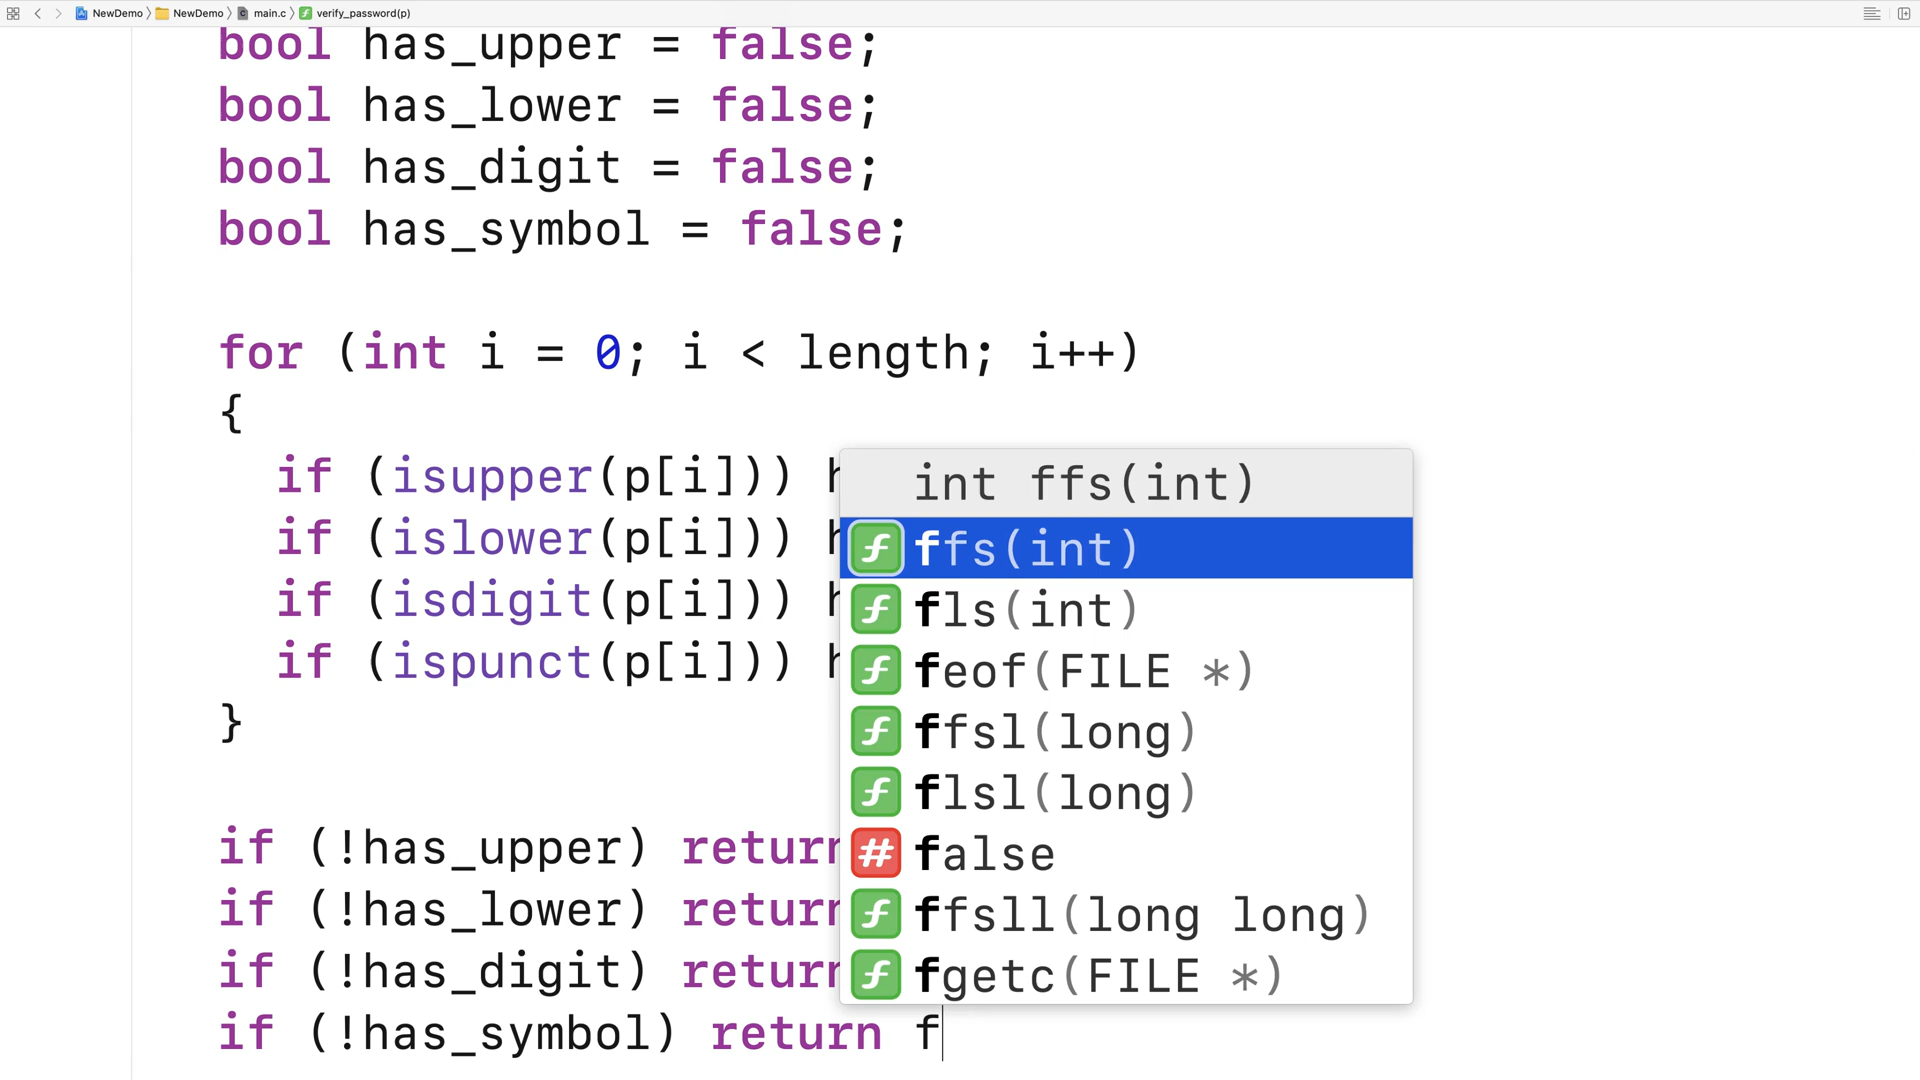 NewDemo NewDemo main.c verify_password(p)
bool has_upper = false;
bool has_lower = false;
bool has_digit = false;
bool has_symbol = false;
for (int i = 0; i < length; i++)
{
if (isupper(p[i])) h
if (islower(p[i])) h
if (isdigit(p[i])) h
if (ispunct(p[i])) h
}
if (!has_upper) return
if (!has_lower) return
if (!has_digit) return
if (!has_symbol) return f
int ffs(int)
f ffs(int)
f fls(int)
f feof(FILE *)
f ffsl(long)
f flsl(long)
# false
f ffsll(long long)
f fgetc(FILE *)